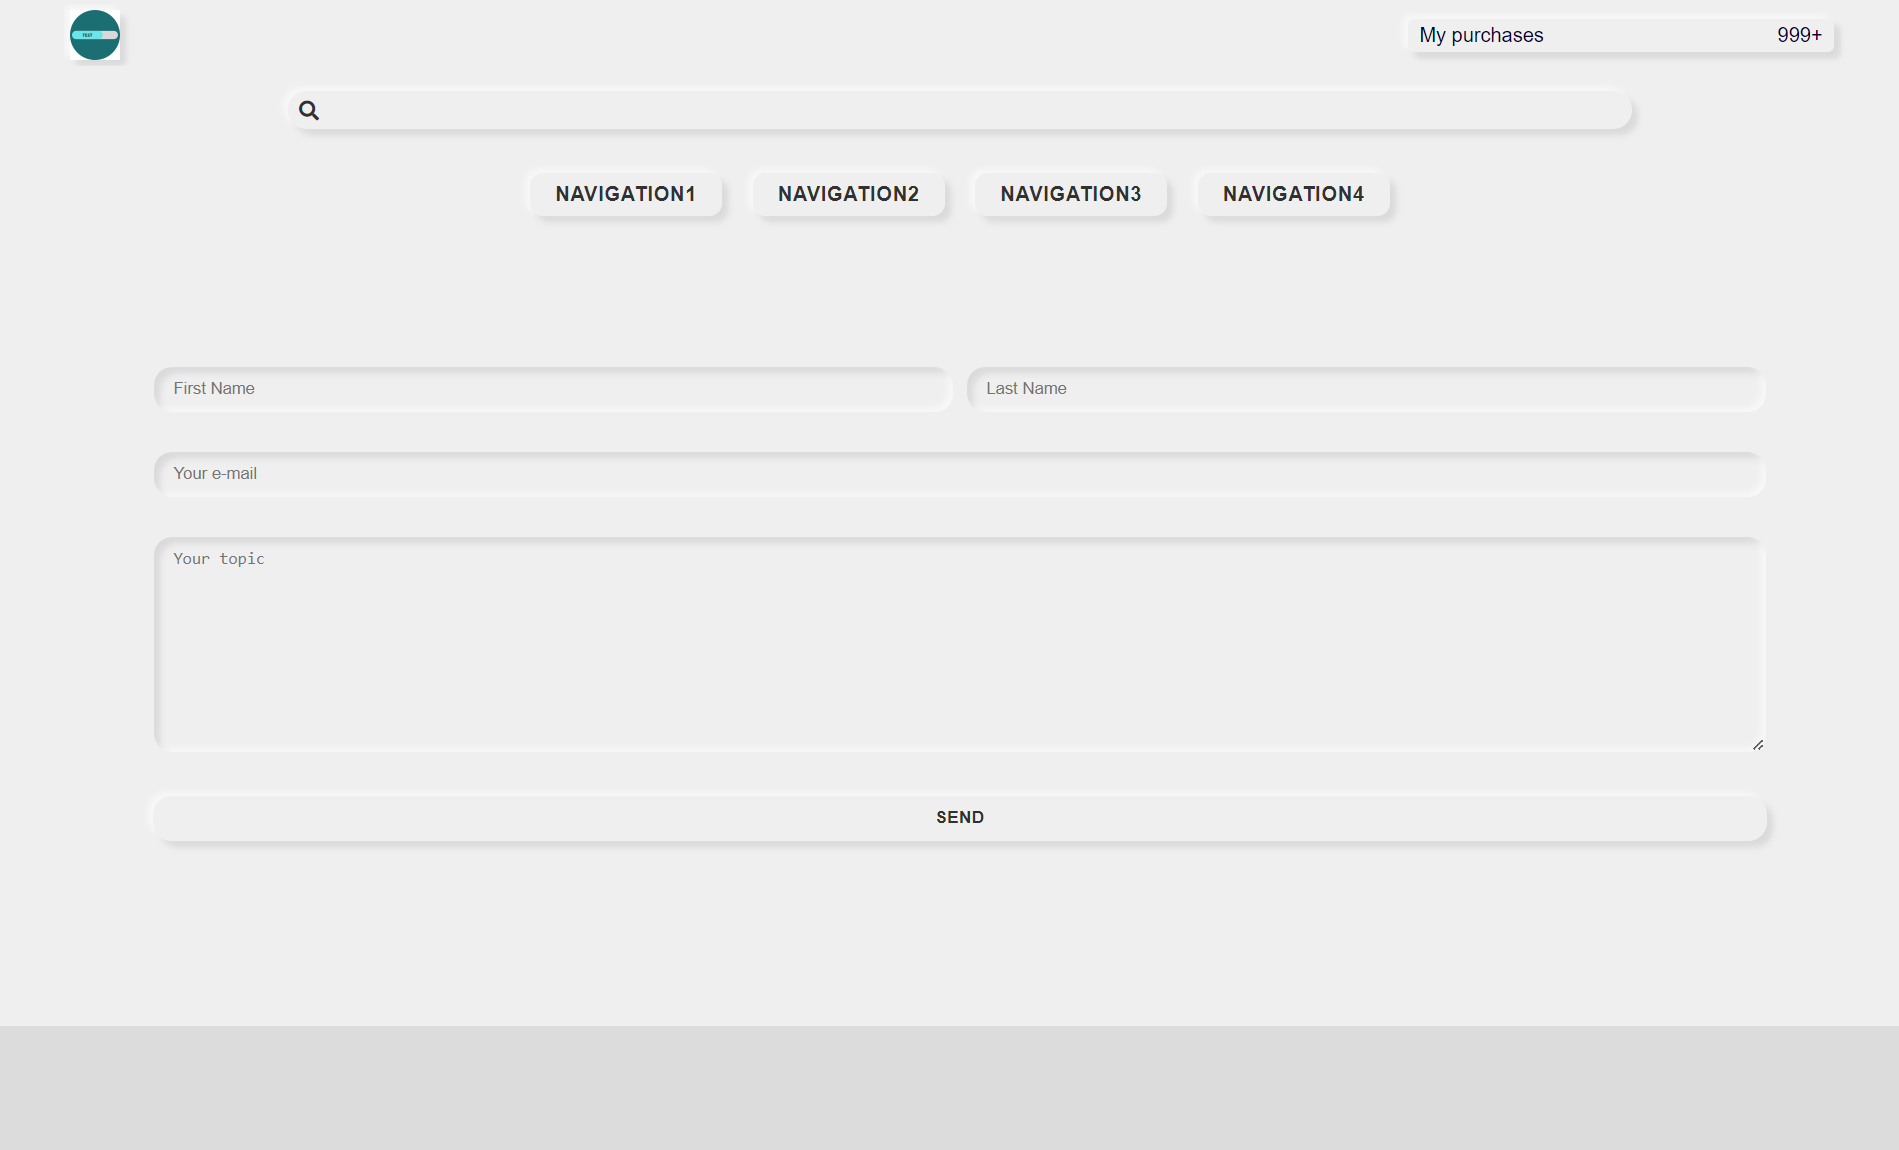 My purchases 999+
NAVIGATION1 NAVIGATION2 NAVIGATION3 NAVIGATION4
First Name Last Name
Your e-mail
Your topic
SEND